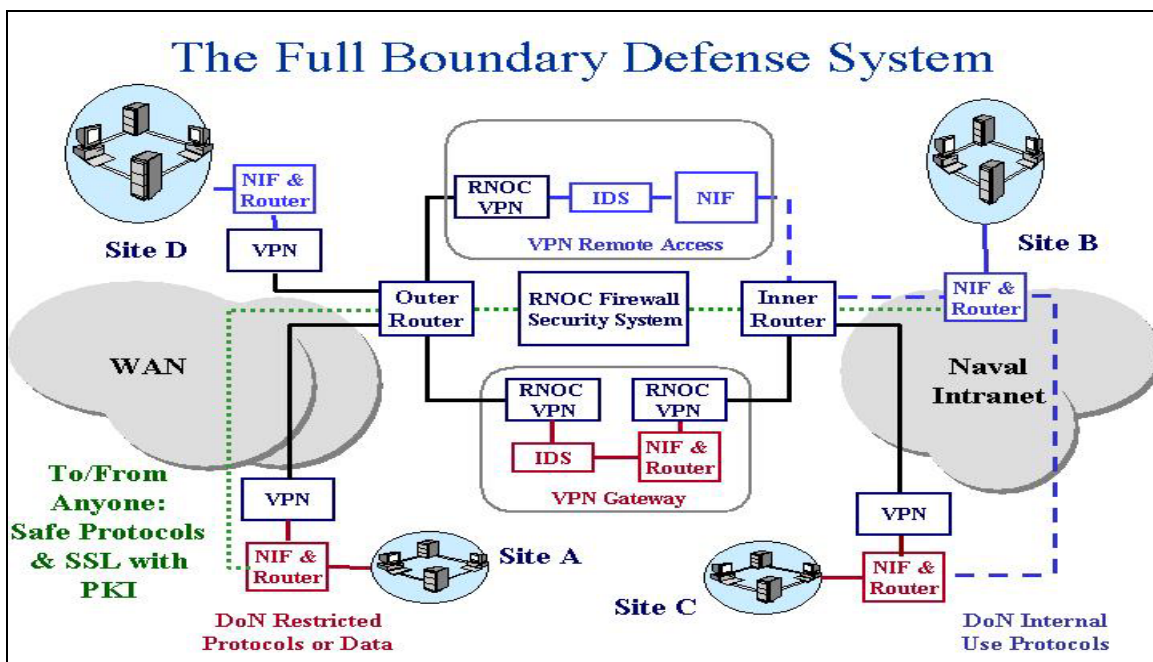 The Full Boundary Defense System
NIF &
Router
Site D
VPN
RNOC
VPN
IDS
NIF
VPN Remote Access
Site B
NIF &
Router
Outer
Router
RNOC Firewall
Security System
Inner
Router
WAN
Naval
Intranet
RNOC
VPN
RNOC
VPN
IDS
NIF &
Router
VPN Gateway
To/From
Anyone:
Safe Protocols
& SSL with
PKI
VPN
NIF &
Router
Site A
DoN Restricted
Protocols or Data
VPN
NIF &
Router
Site C
DoN Internal
Use Protocols